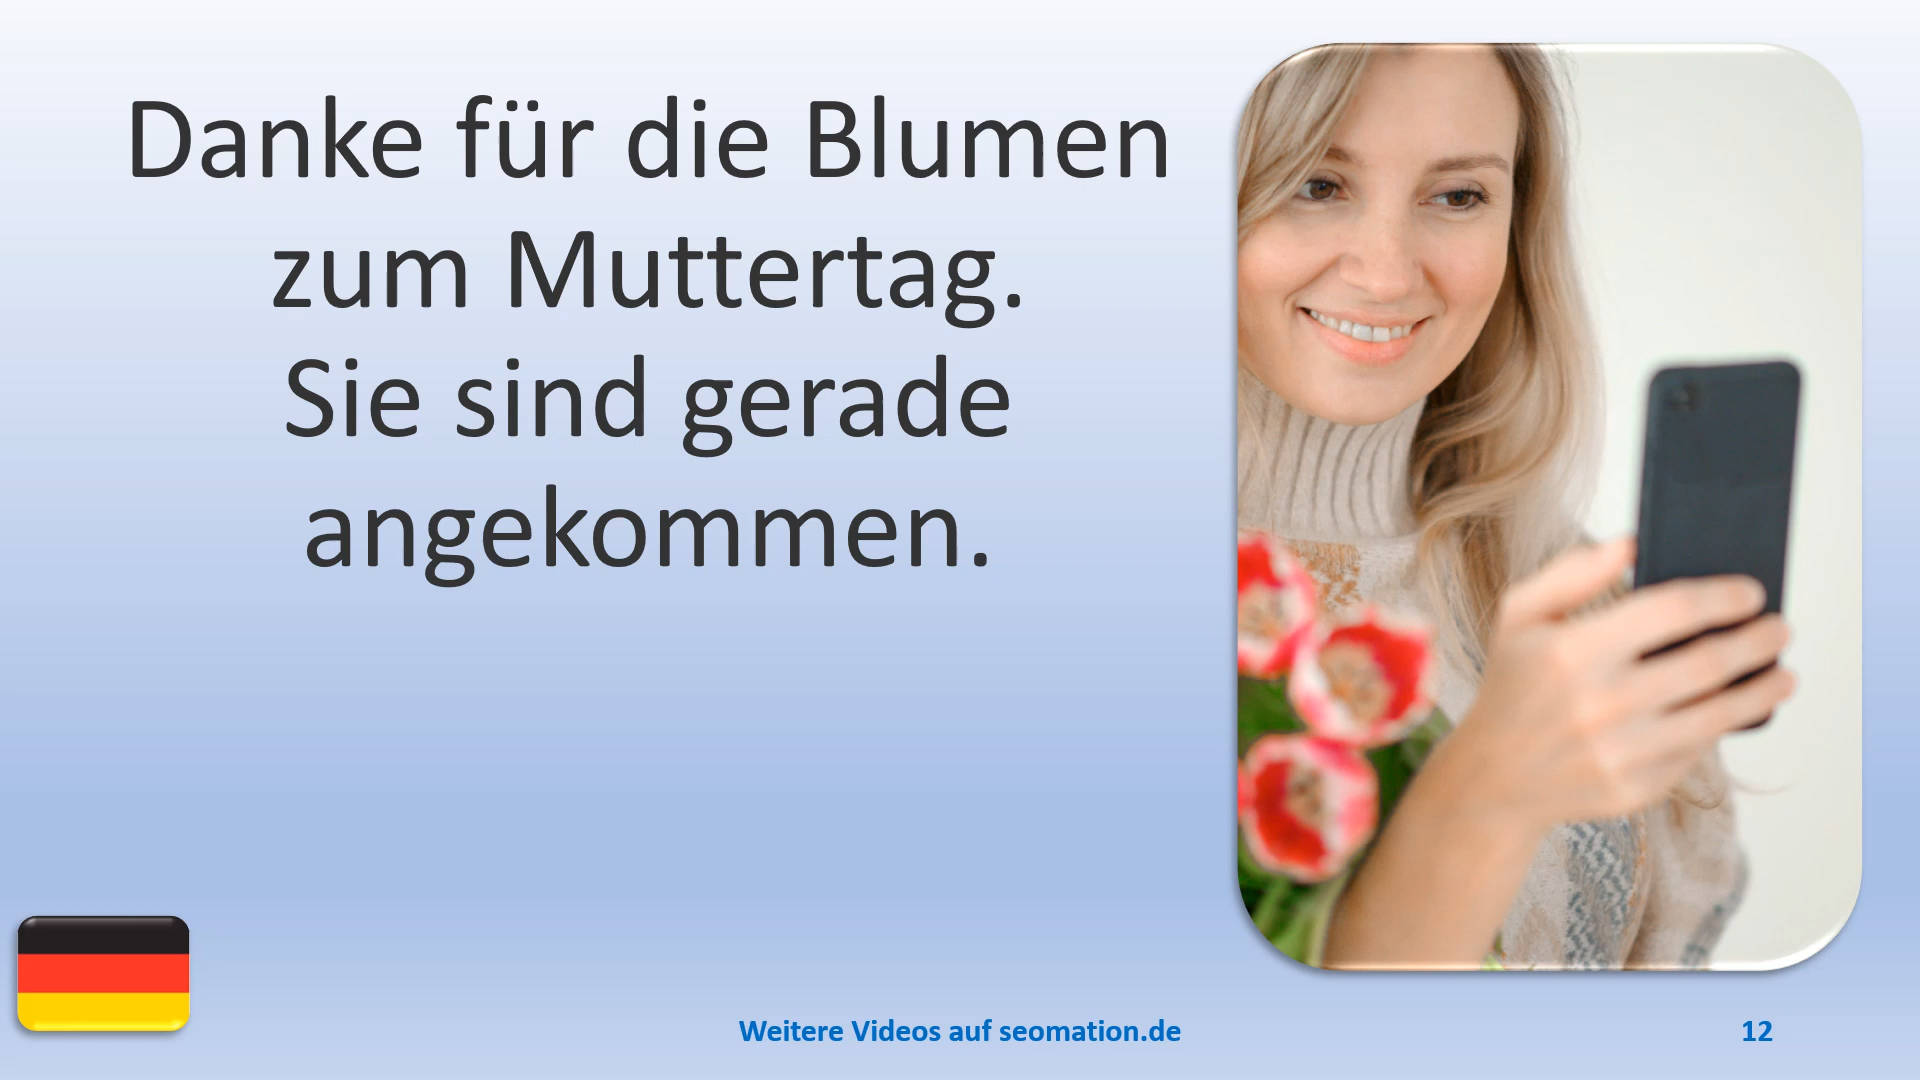 Danke für die Blumen
zum Muttertag.
Sie sind gerade
angekommen.
Weitere Videos auf seomation.de
12